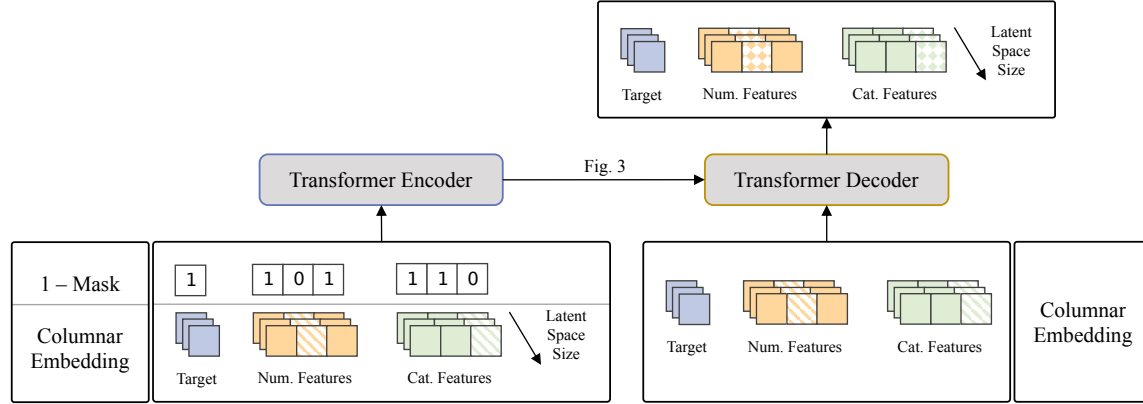 Latent
Space
Size
Target
Num. Features
Cat. Features
Transformer Encoder
Fig. 3
Transformer Decoder
1 – Mask
1
1 0 1
1 1 0
Columnar
Embedding
Latent
Space
Size
Target
Num. Features
Cat. Features
Target
Num. Features
Cat. Features
Columnar
Embedding